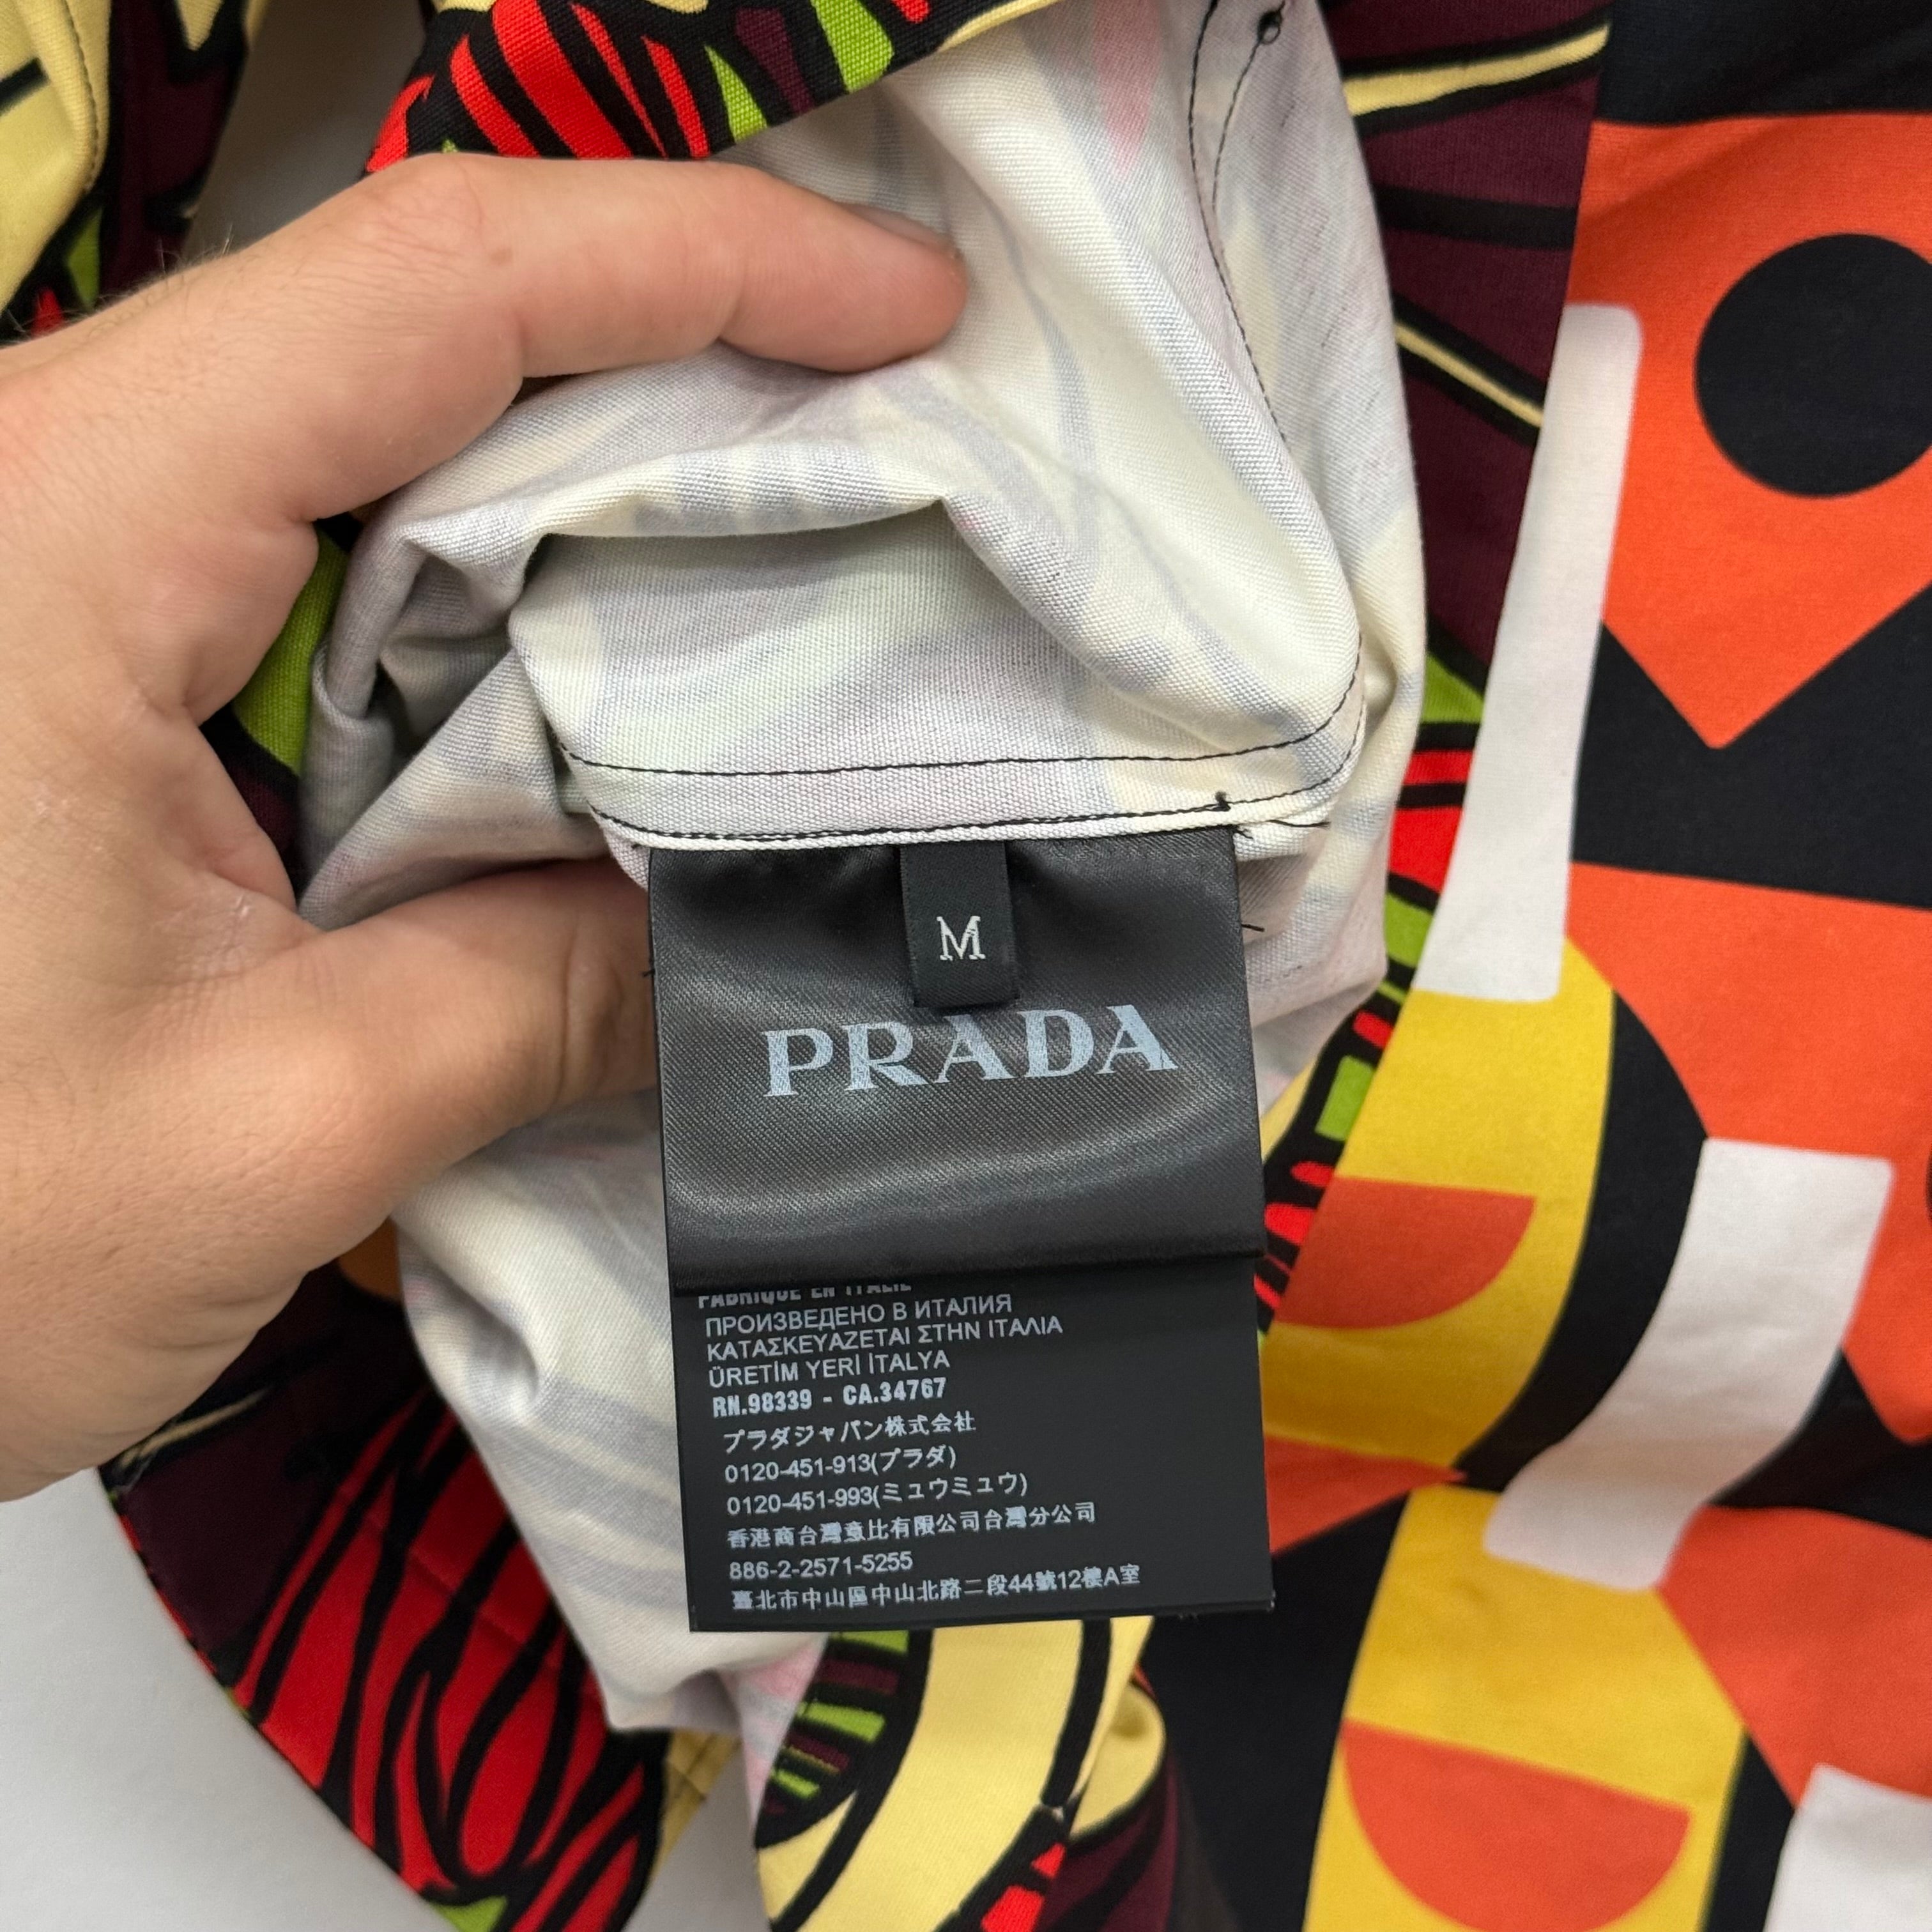 M
PRADA
FABRIQUÉ EN ITALIE
ПРОИЗВЕДЕНО В ИТАЛИЯ
ΚΑΤΑΣΚΕΥΑΖΕΤΑΙ ΣΤΗΝ ΙΤΑΛΙΑ
ÜRETİM YERİ İTALYA
RN.98339 - CA.34767
プラダジャパン株式会社
0120-451-913(プラダ)
0120-451-993(ミュウミュウ)
香港商台灣意比有限公司台灣分公司
886-2-2571-5255
臺北市中山區中山北路二段44號12樓A室